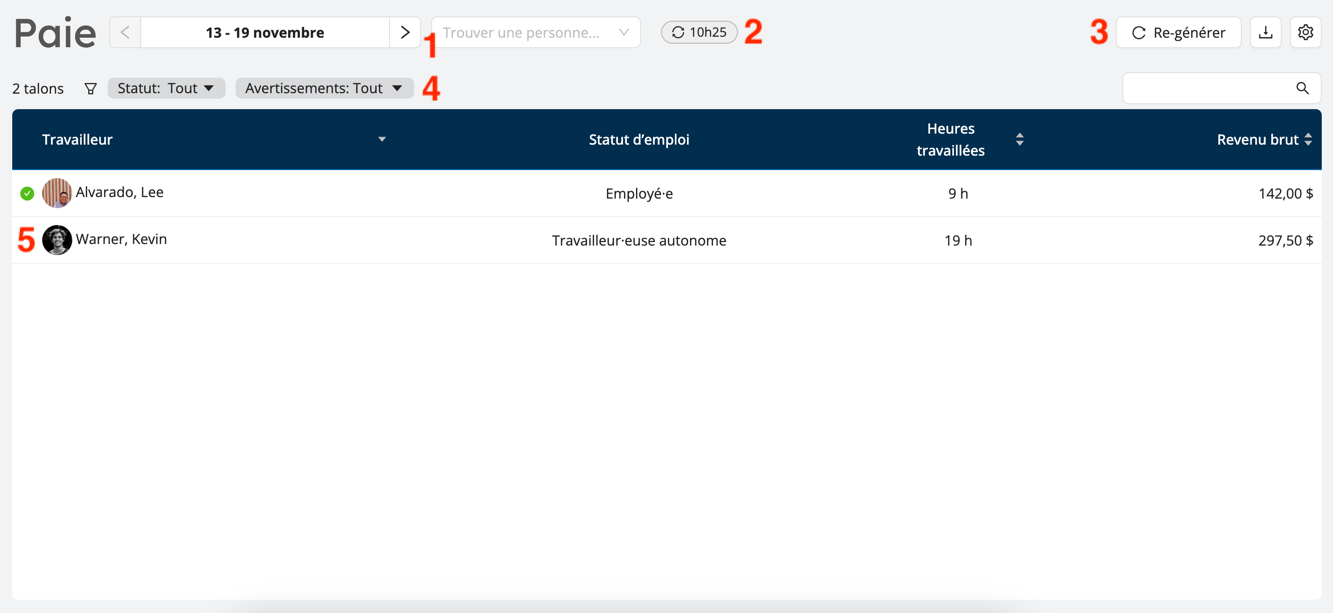 Paie
13 - 19 novembre
1
Trouver une personne...
10h25
2
3
Re-générer
2 talons
Statut: Tout
Avertissements: Tout
4
Travailleur
Statut d’emploi
Heures
travaillées
Revenu brut
Alvarado, Lee
Employé·e
9 h
142,00 $
5
Warner, Kevin
Travailleur·euse autonome
19 h
297,50 $